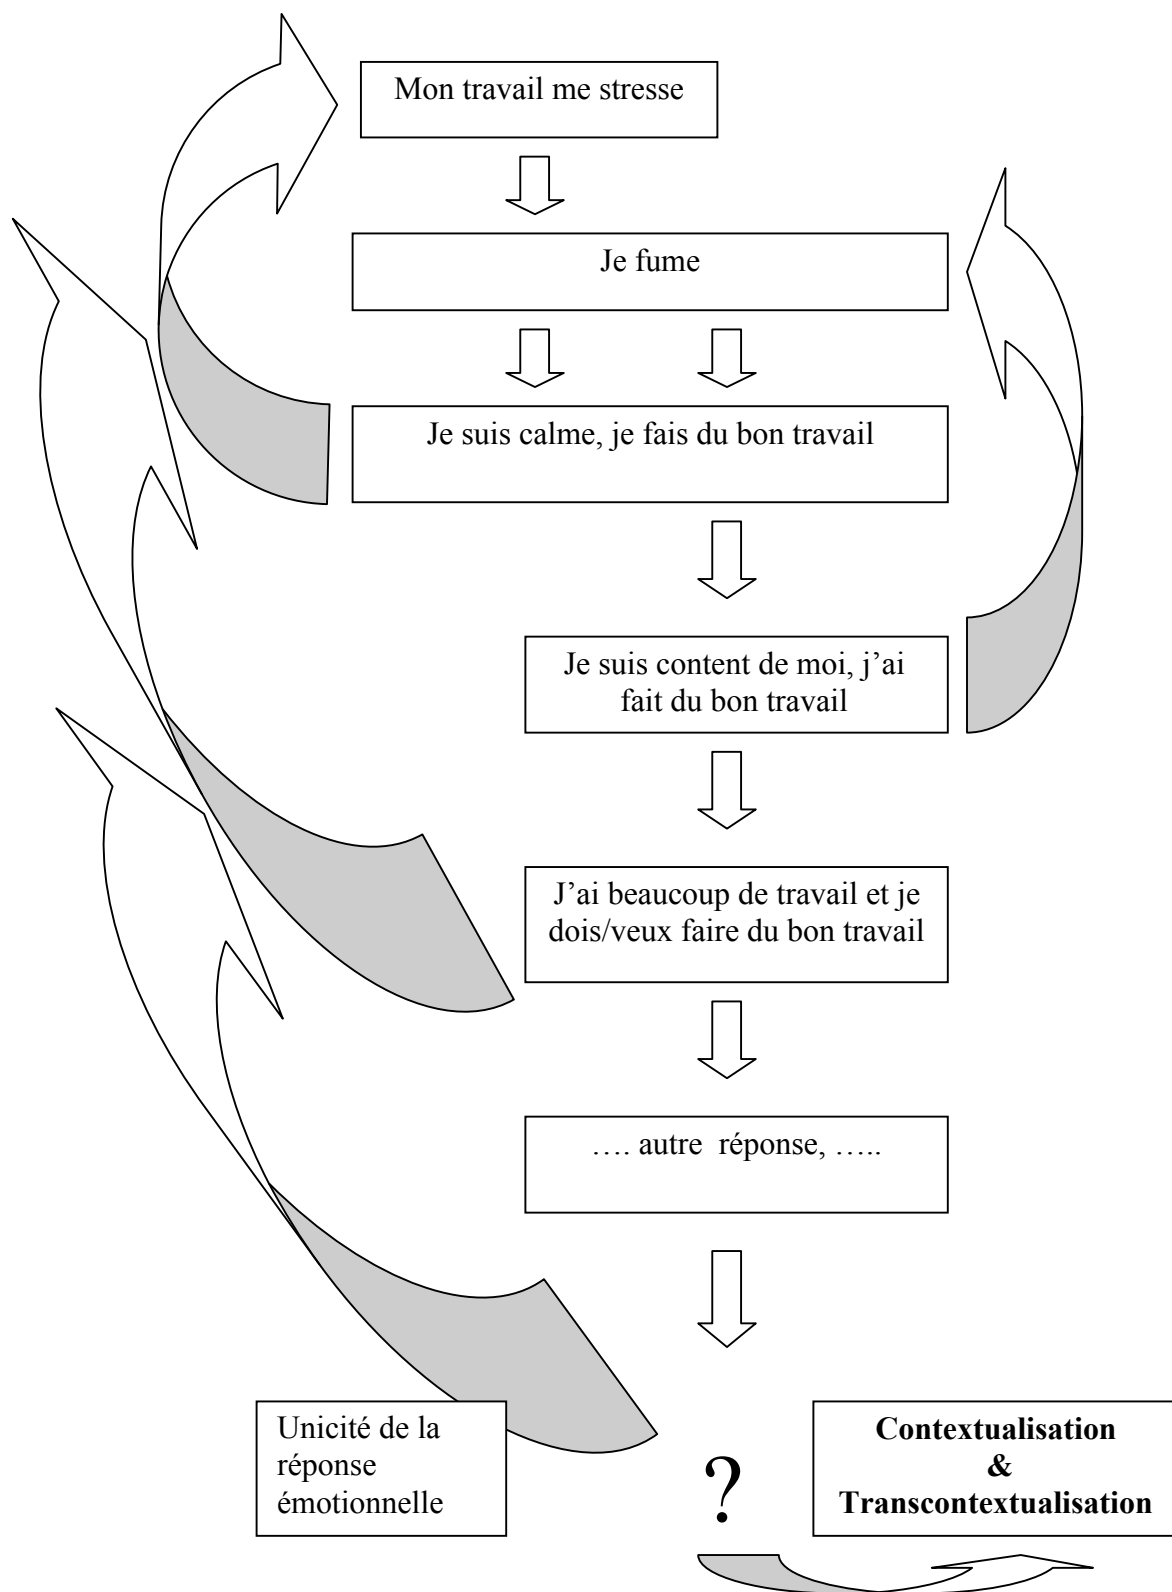 Mon travail me stresse
Je fume
Je suis calme, je fais du bon travail
Je suis content de moi, j’ai
fait du bon travail
J’ai beaucoup de travail et je
dois/veux faire du bon travail
…. autre  réponse, …..
Unicité de la
réponse
émotionnelle
?
Contextualisation
&
Transcontextualisation